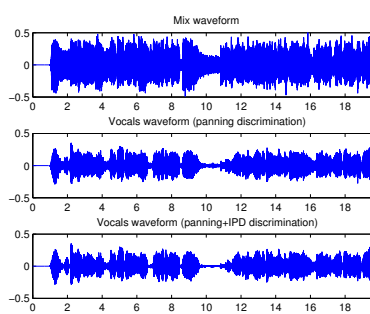 Mix waveform
0.5
0
−0.5
0 2 4 6 8 10 12 14 16 18
Vocals waveform (panning discrimination)
0.5
0
−0.5
0 2 4 6 8 10 12 14 16 18
Vocals waveform (panning+IPD discrimination)
0.5
0
−0.5
0 2 4 6 8 10 12 14 16 18